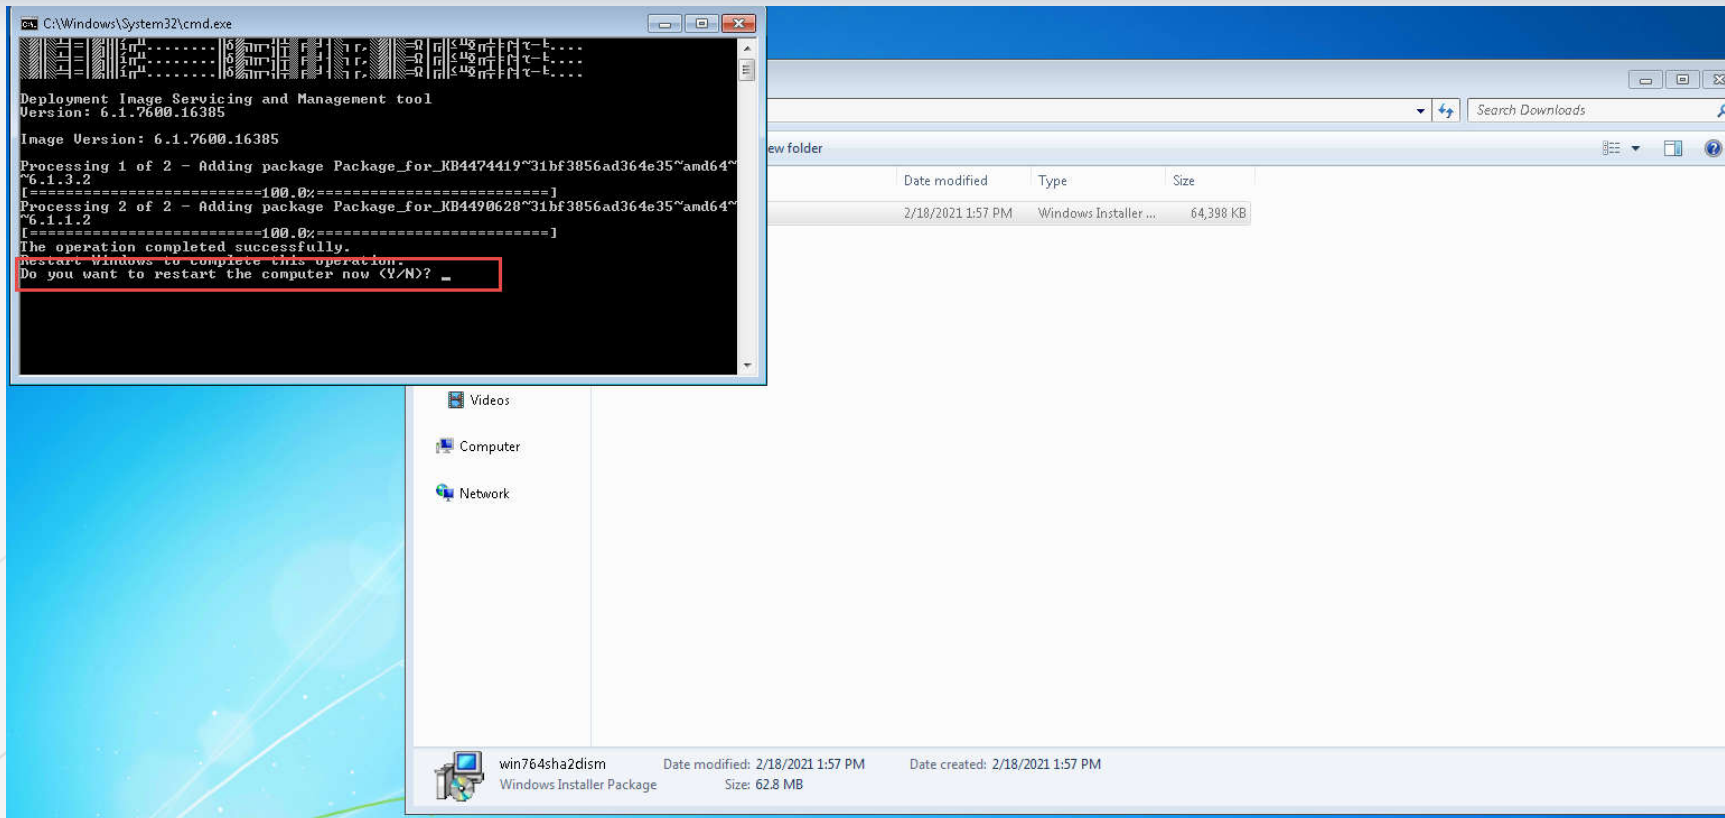 C:\Windows\System32\cmd.exe
Deployment Image Servicing and Management tool
Version: 6.1.7600.16385
Image Version: 6.1.7600.16385
Processing 1 of 2 - Adding package Package_for_KB4474419~31bf3856ad364e35~amd64~
~6.1.3.2
[==========================100.0%==========================]
Processing 2 of 2 - Adding package Package_for_KB4490628~31bf3856ad364e35~amd64~
~6.1.1.2
[==========================100.0%==========================]
The operation completed successfully.
Restart Windows to complete this operation.
Do you want to restart the computer now (Y/N)? _
Search Downloads
ew folder
Date modified Type Size
2/18/2021 1:57 PM Windows Installer ... 64,398 KB
Videos
Computer
Network
win764sha2dism Date modified: 2/18/2021 1:57 PM Date created: 2/18/2021 1:57 PM
Windows Installer Package Size: 62.8 MB